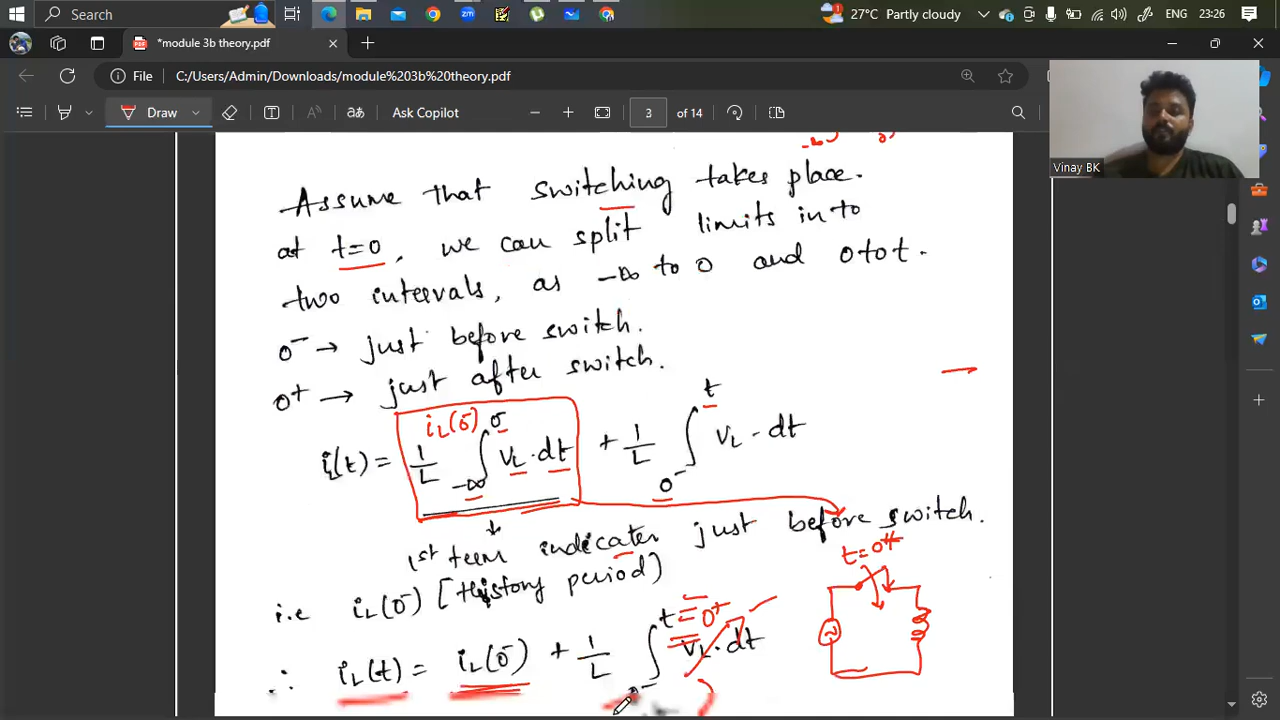 Search
27°C Partly cloudy
ENG
23:26
*module 3b theory.pdf
File
C:/Users/Admin/Downloads/module%203b%20theory.pdf
Draw
Ask Copilot
3
of 14
Vinay BK
Assume that switching takes place.
at t=0, we can split limits in to
two intervals, as -∞ to 0 and 0 to t.
0⁻ → just before switch.
0⁺ → just after switch.
iL(0⁻)
iL(t) = 1/L ∫_{-∞}^{0⁻} VL · dt + 1/L ∫_{0⁻}^{t} VL · dt
1st term indicates just before switch.
t=0⁺
i.e iL(0⁻) [History period]
∴ iL(t) = iL(0⁻) + 1/L ∫_{0⁻}^{t=0⁺} VL · dt